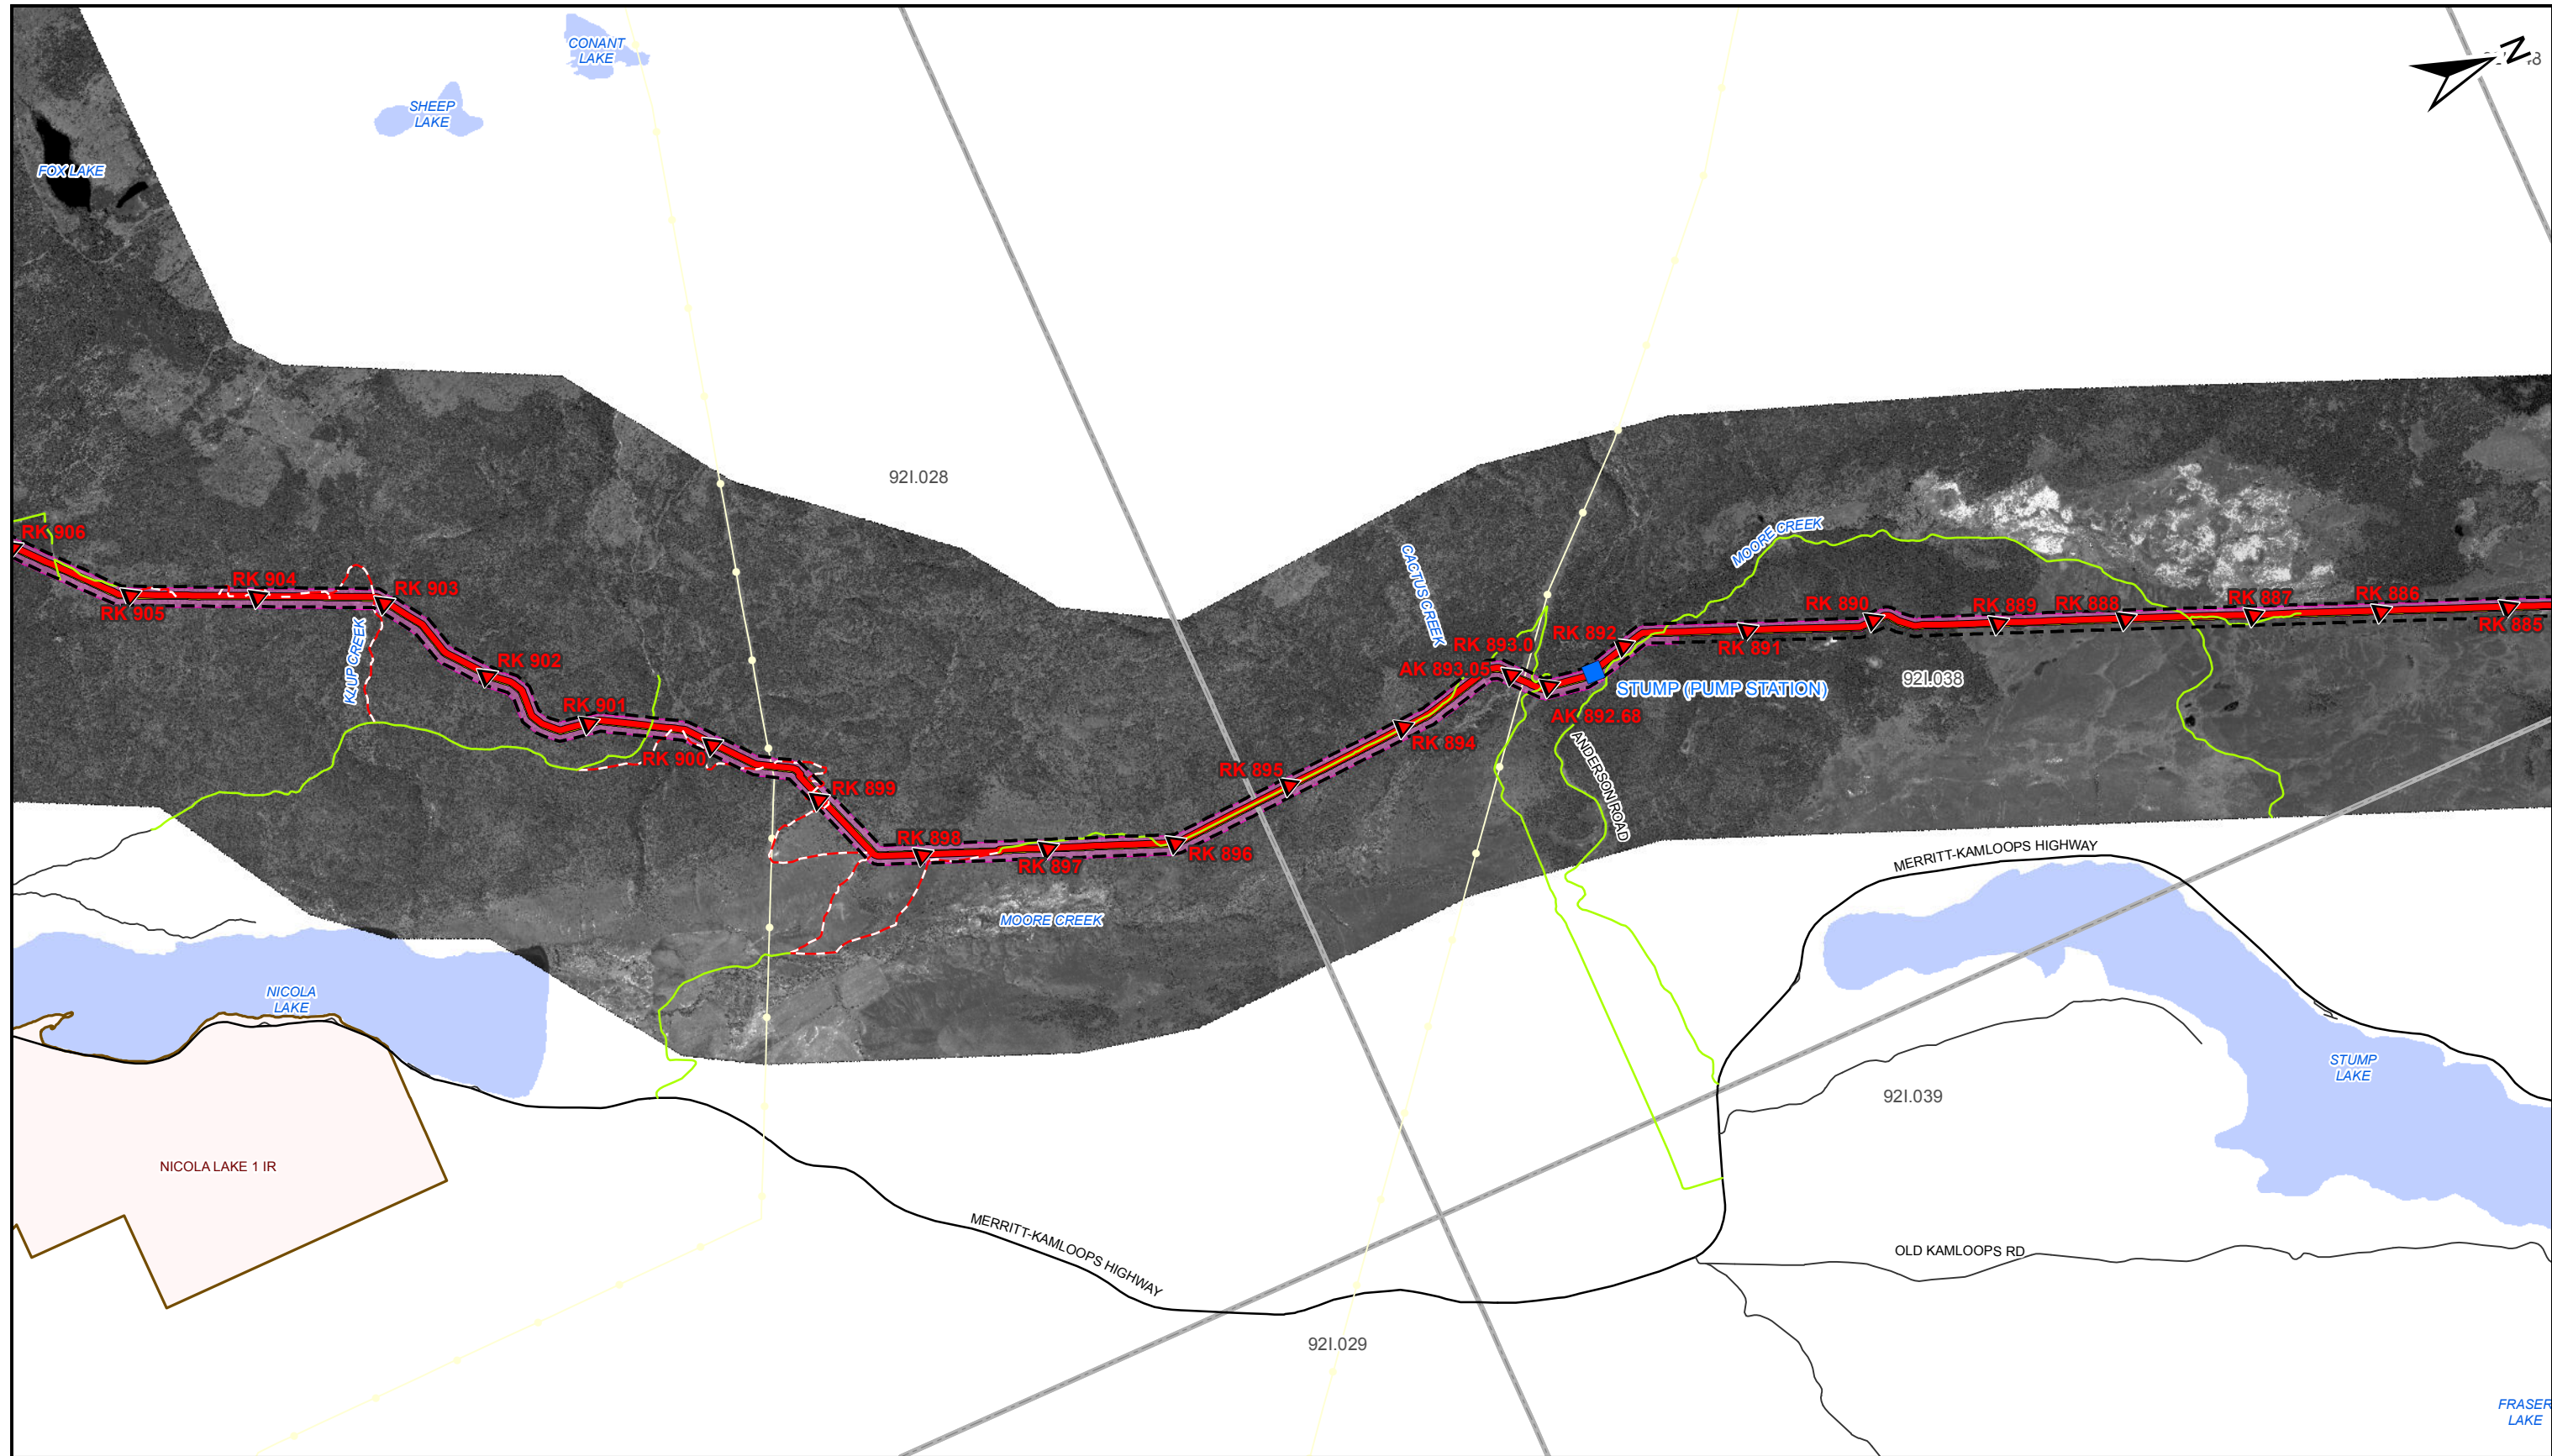 CONANT
LAKE
SHEEP
LAKE
FOX LAKE
N
92I.028
RK 906
RK 905
RK 904
RK 903
KLUP CREEK
RK 902
RK 901
RK 900
RK 899
RK 898
RK 897
RK 896
RK 895
RK 894
CACTUS CREEK
RK 893.0
AK 893.05
RK 892
AK 892.68
STUMP (PUMP STATION)
ANDERSON ROAD
MOORE CREEK
RK 891
RK 890
RK 889
RK 888
RK 887
RK 886
RK 885
92I.038
MOORE CREEK
MERRITT-KAMLOOPS HIGHWAY
NICOLA
LAKE
STUMP
LAKE
92I.039
NICOLA LAKE 1 IR
MERRITT-KAMLOOPS HIGHWAY
OLD KAMLOOPS RD
92I.029
FRASER
LAKE